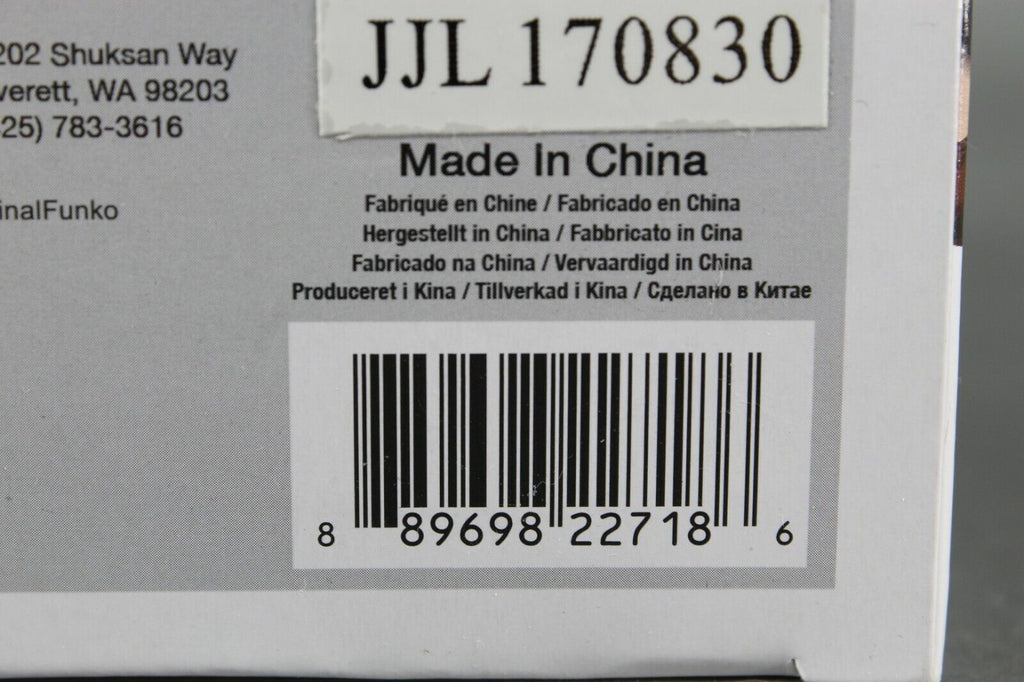 202 Shuksan Way
verett, WA 98203
25) 783-3616
inalFunko
JJL 170830
Made In China
Fabriqué en Chine / Fabricado en China
Hergestellt in China / Fabbricato in Cina
Fabricado na China / Vervaardigd in China
Produceret i Kina / Tillverkad i Kina / Сделано в Китае
8 89698 22718 6